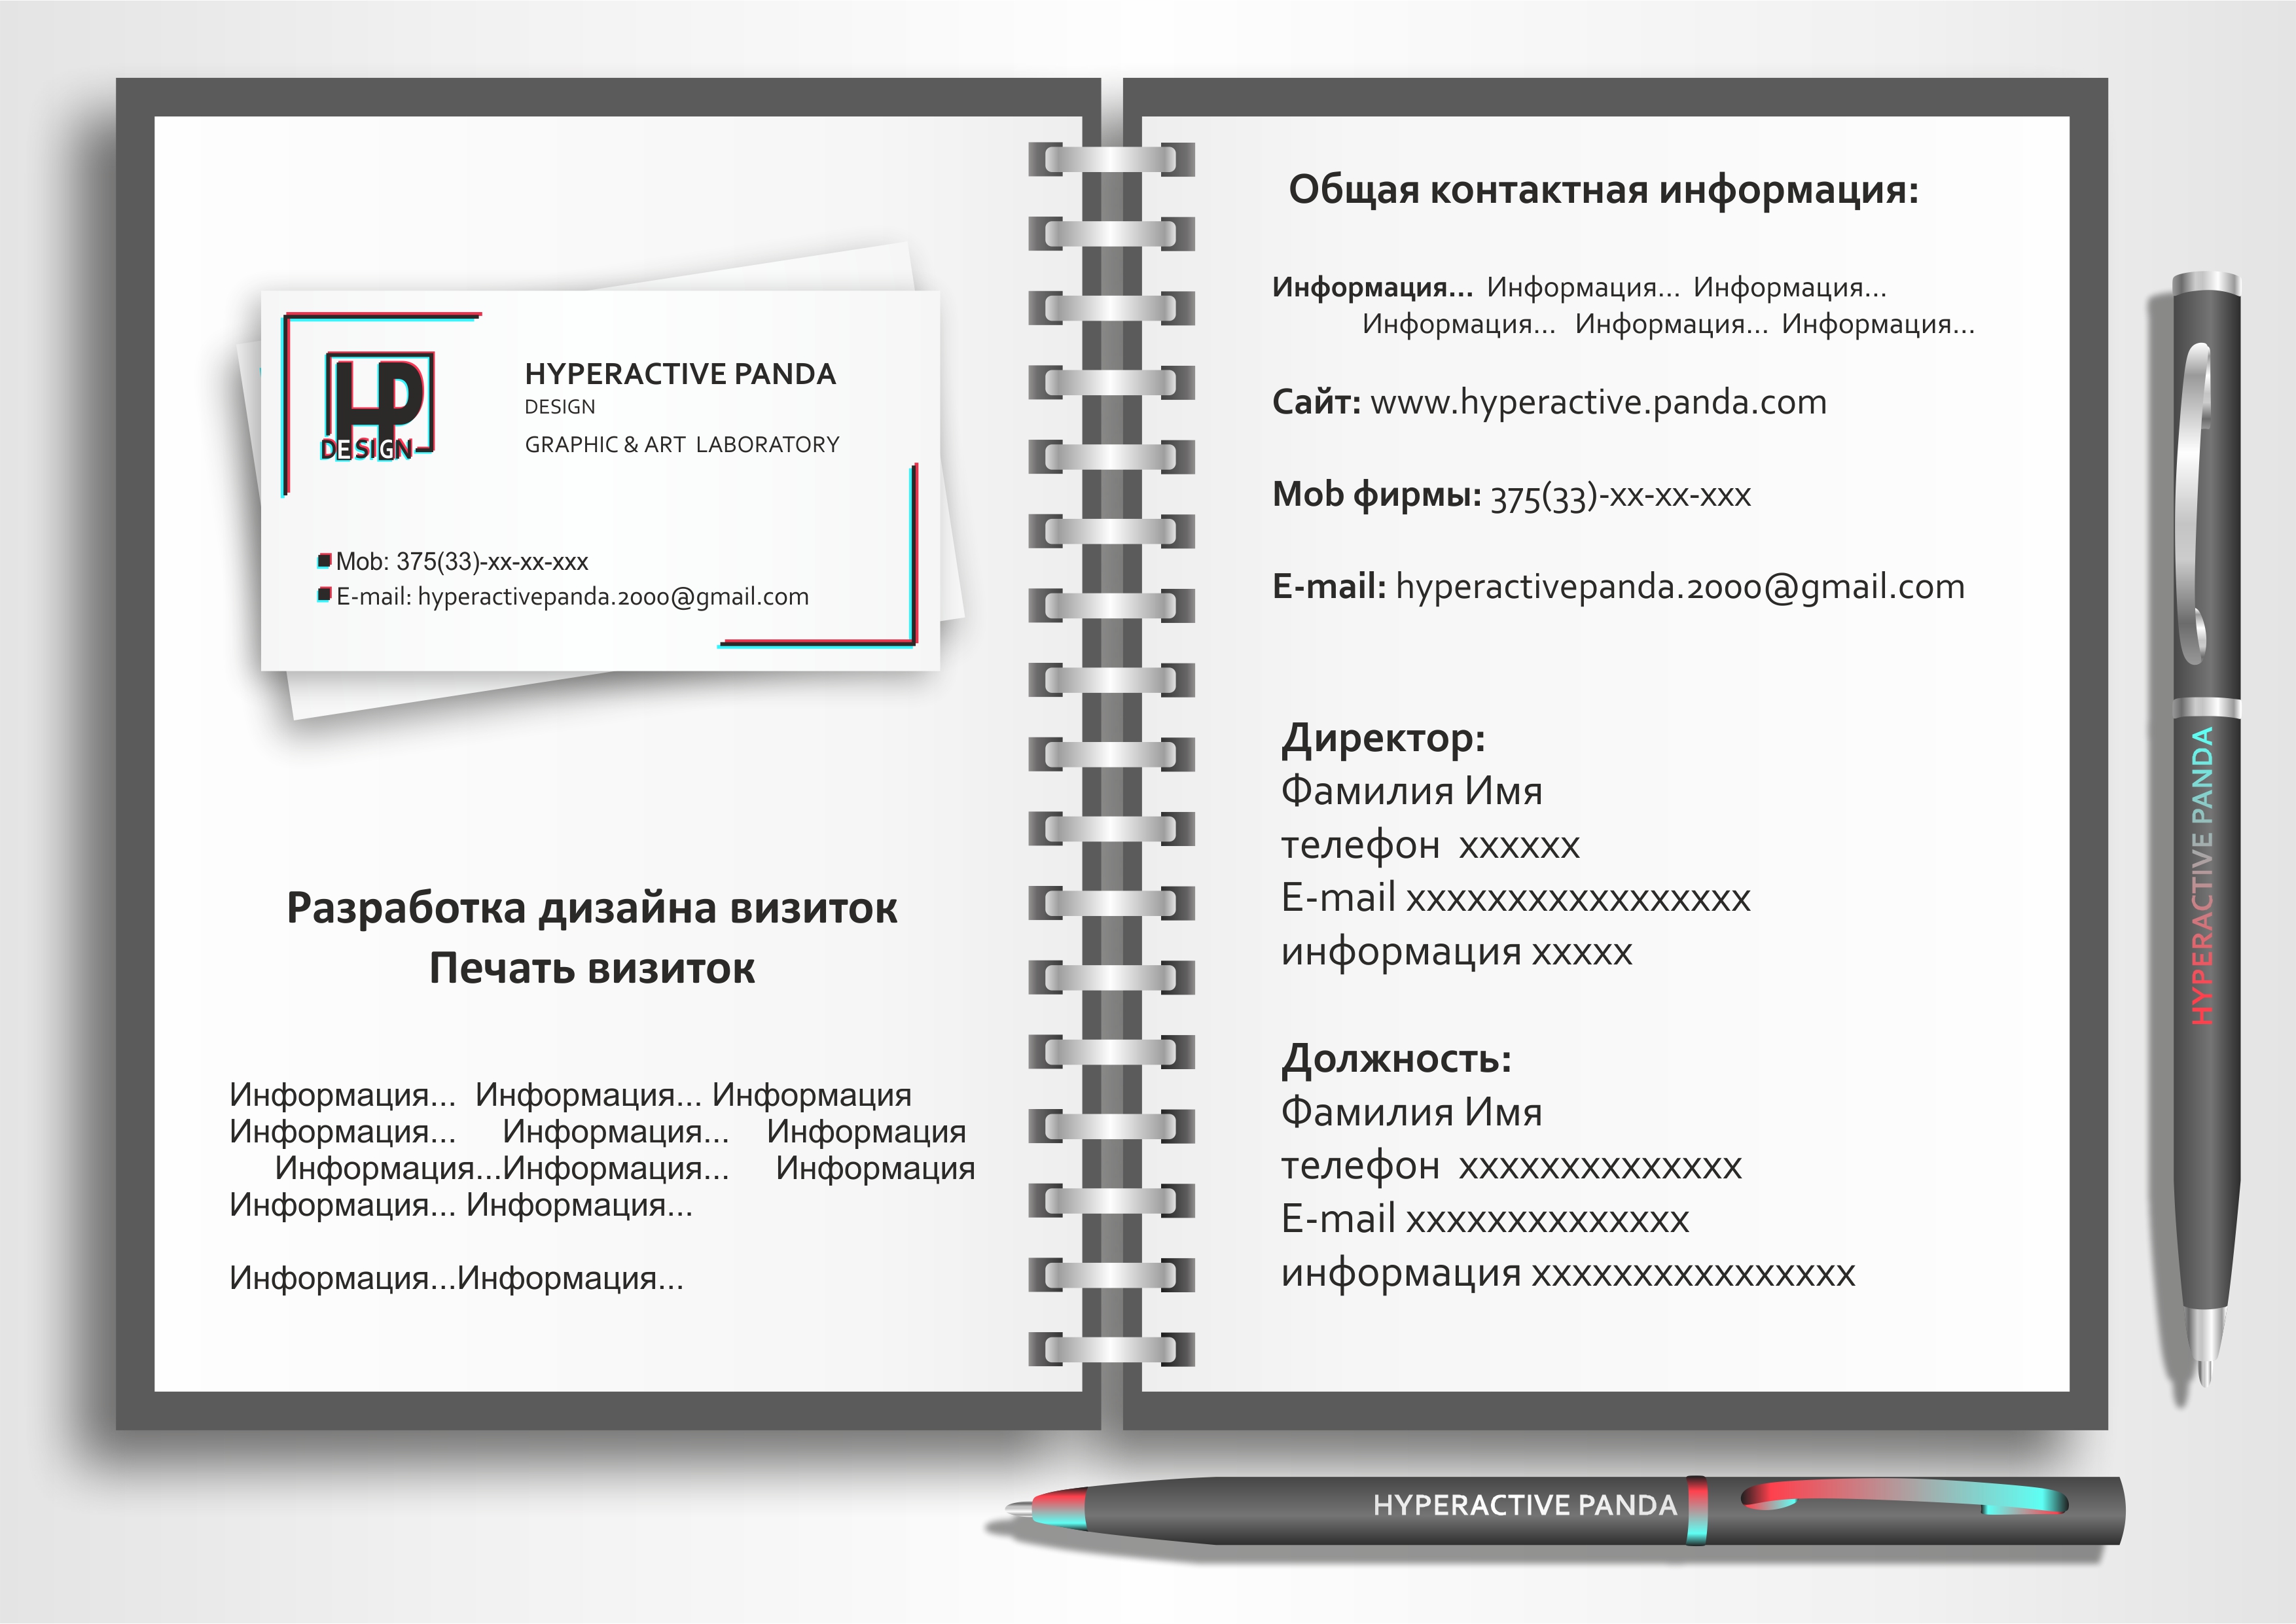 HP
DESIGN
HYPERACTIVE PANDA
DESIGN
GRAPHIC & ART LABORATORY
Mob: 375(33)-xx-xx-xxx
E-mail: hyperactivepanda.2000@gmail.com
Разработка дизайна визиток
Печать визиток
Информация... Информация... Информация
Информация... Информация... Информация
Информация...Информация... Информация
Информация... Информация...
Информация...Информация...
Общая контактная информация:
Информация... Информация... Информация...
Информация... Информация... Информация...
Сайт: www.hyperactive.panda.com
Mob фирмы: 375(33)-xx-xx-xxx
E-mail: hyperactivepanda.2000@gmail.com
Директор:
Фамилия Имя
телефон xxxxxx
E-mail xxxxxxxxxxxxxxxxx
информация xxxxx
Должность:
Фамилия Имя
телефон xxxxxxxxxxxxxx
E-mail xxxxxxxxxxxxxx
информация xxxxxxxxxxxxxxxx
HYPERACTIVE PANDA
HYPERACTIVE PANDA